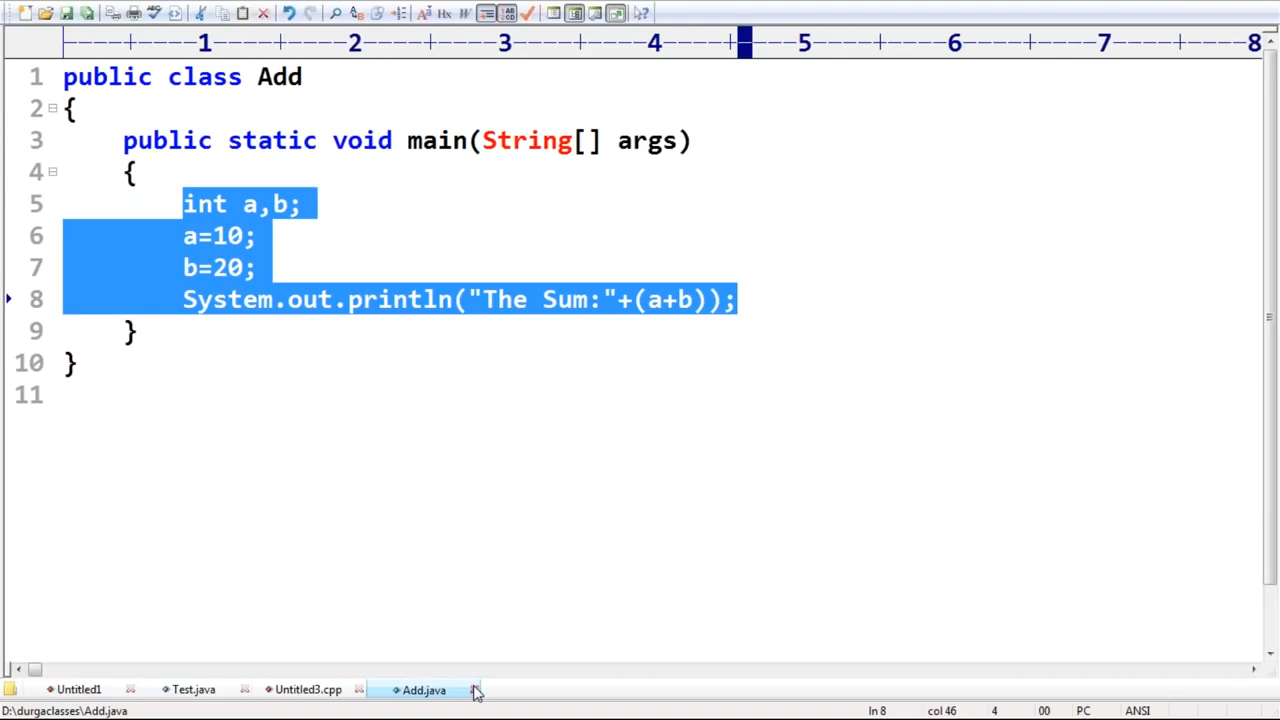 1 2 3 4 5 6 7 8
1 public class Add
2 {
3 public static void main(String[] args)
4 {
5 int a,b;
6 a=10;
7 b=20;
8 System.out.println("The Sum:"+(a+b));
9 }
10 }
11
Untitled1 Test.java Untitled3.cpp Add.java
D:\durgaclasses\Add.java ln 8 col 46 4 00 PC ANSI